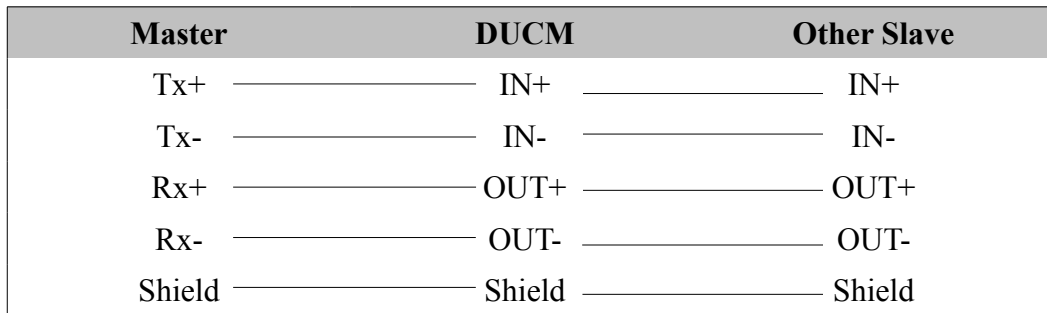 Master DUCM Other Slave
Tx+ IN+ IN+
Tx- IN- IN-
Rx+ OUT+ OUT+
Rx- OUT- OUT-
Shield Shield Shield